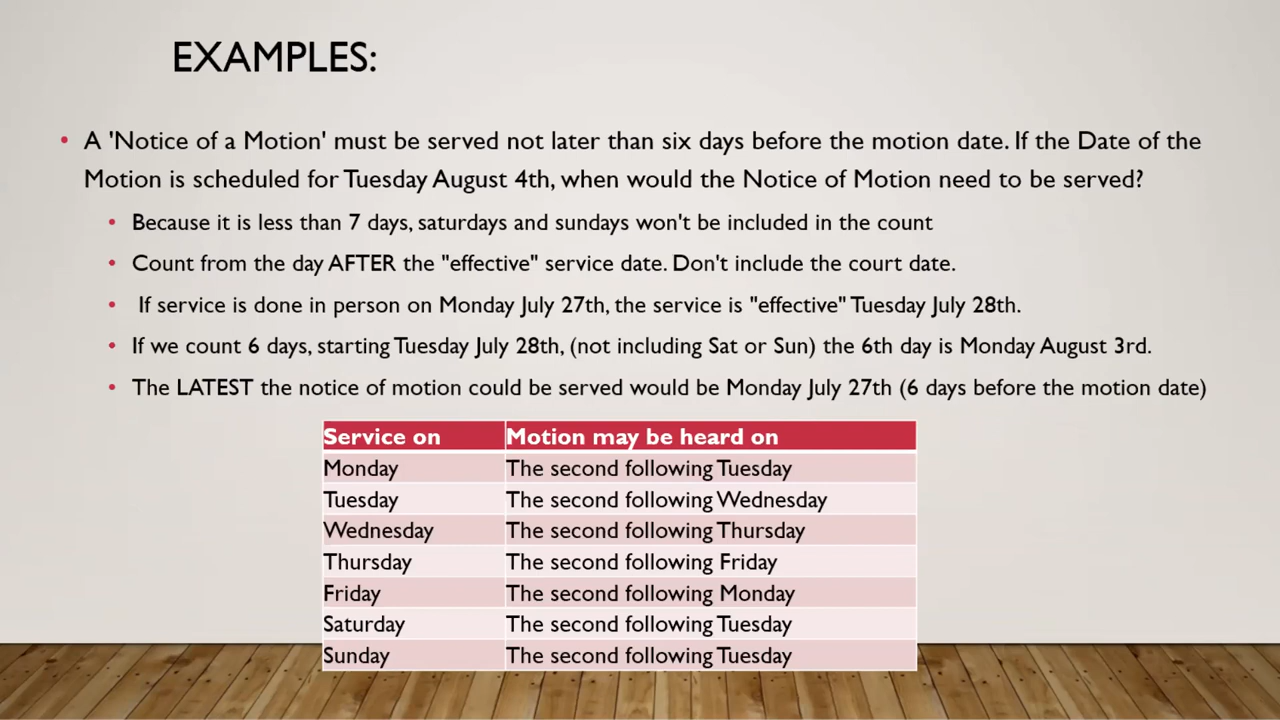 EXAMPLES:
• A 'Notice of a Motion' must be served not later than six days before the motion date. If the Date of the
Motion is scheduled for Tuesday August 4th, when would the Notice of Motion need to be served?
• Because it is less than 7 days, saturdays and sundays won't be included in the count
• Count from the day AFTER the "effective" service date. Don't include the court date.
• If service is done in person on Monday July 27th, the service is "effective" Tuesday July 28th.
• If we count 6 days, starting Tuesday July 28th, (not including Sat or Sun) the 6th day is Monday August 3rd.
• The LATEST the notice of motion could be served would be Monday July 27th (6 days before the motion date)
Service on Motion may be heard on
Monday The second following Tuesday
Tuesday The second following Wednesday
Wednesday The second following Thursday
Thursday The second following Friday
Friday The second following Monday
Saturday The second following Tuesday
Sunday The second following Tuesday